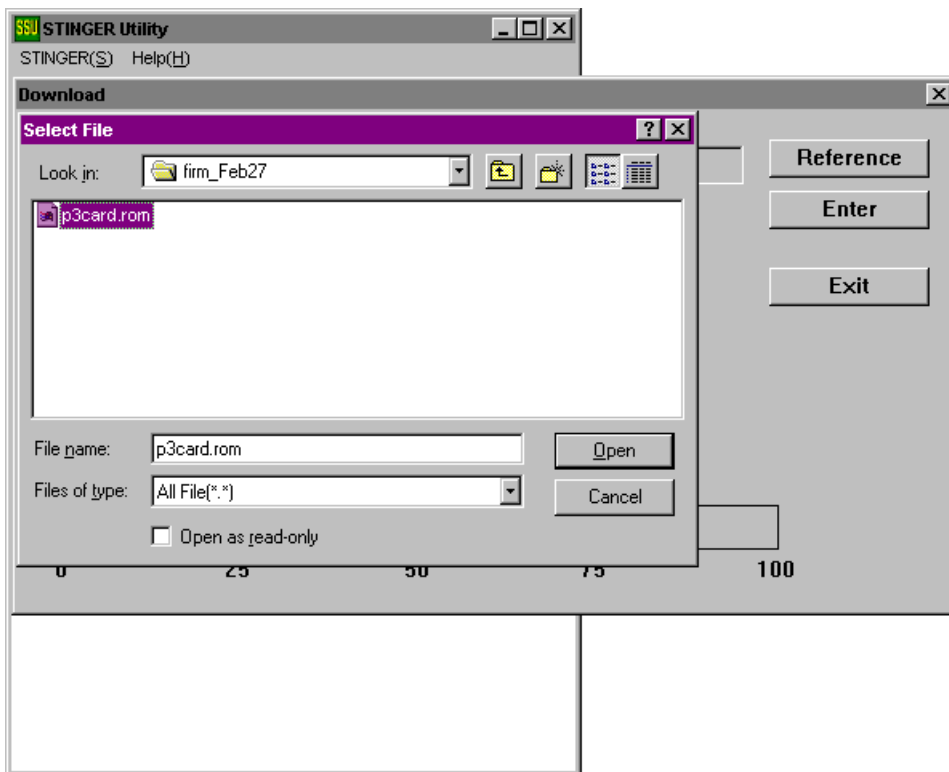 SSU STINGER Utility
STINGER(S) Help(H)
Download
Select File
Look in: firm_Feb27
Reference
p3card.rom
Enter
Exit
File name: p3card.rom
Open
Files of type: All File(*.*)
Cancel
Open as read-only
0 25 50 75 100